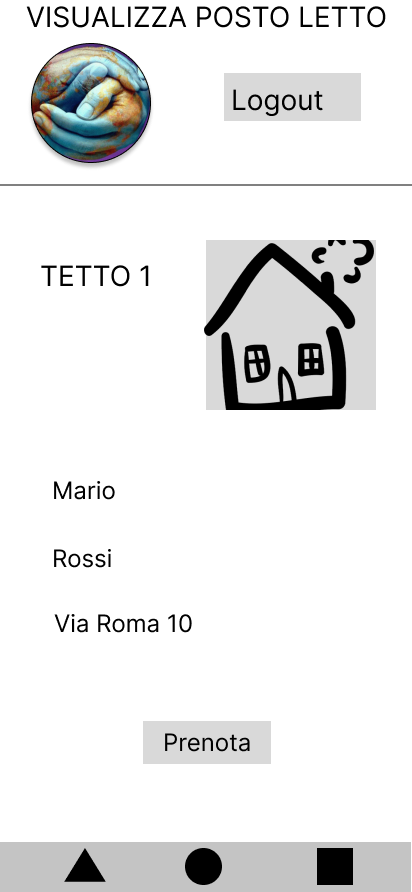 VISUALIZZA POSTO LETTO
Logout
TETTO 1
Mario
Rossi
Via Roma 10
Prenota